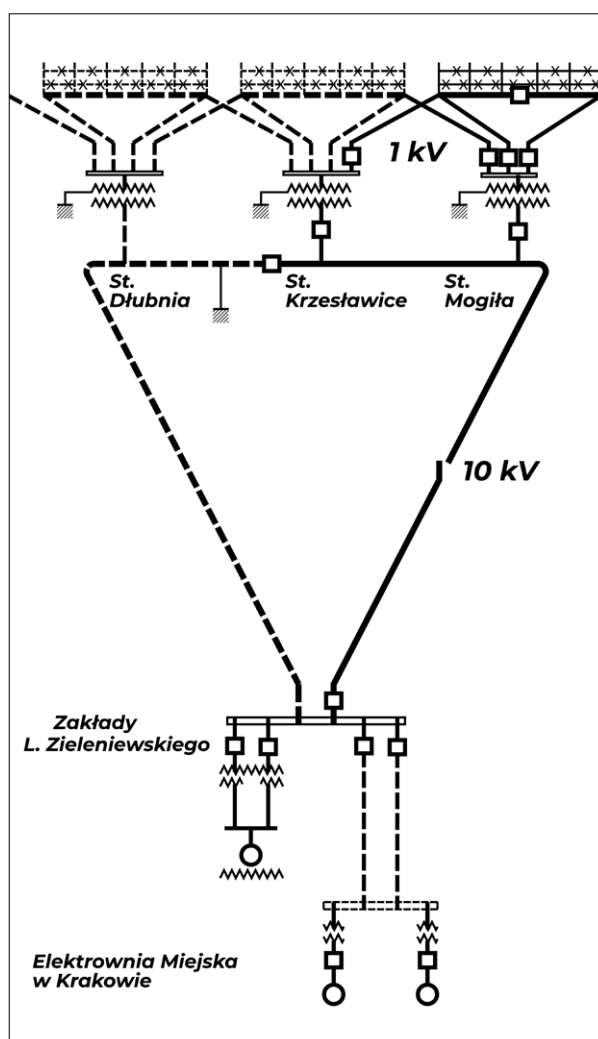 1 kV
St.
Dłubnia
St.
Krzesławice
St.
Mogiła
10 kV
Zakłady
L. Zieleniewskiego
Elektrownia Miejska
w Krakowie